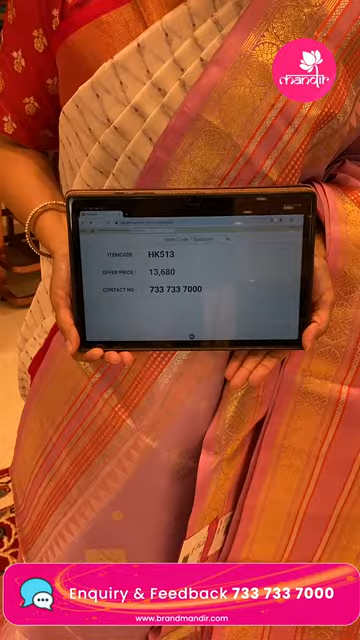 mandir
ITEMCODE : HK513
OFFER PRICE : 13,680
CONTACT NO : 733 733 7000
Enquiry & Feedback 733 733 7000
www.brandmandir.com